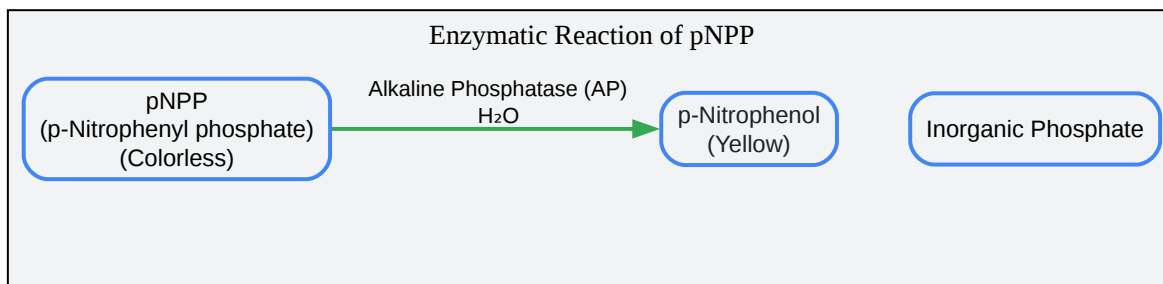 Enzymatic Reaction of pNPP
pNPP
(p-Nitrophenyl phosphate)
(Colorless)
Alkaline Phosphatase (AP)
H₂O
p-Nitrophenol
(Yellow)
Inorganic Phosphate